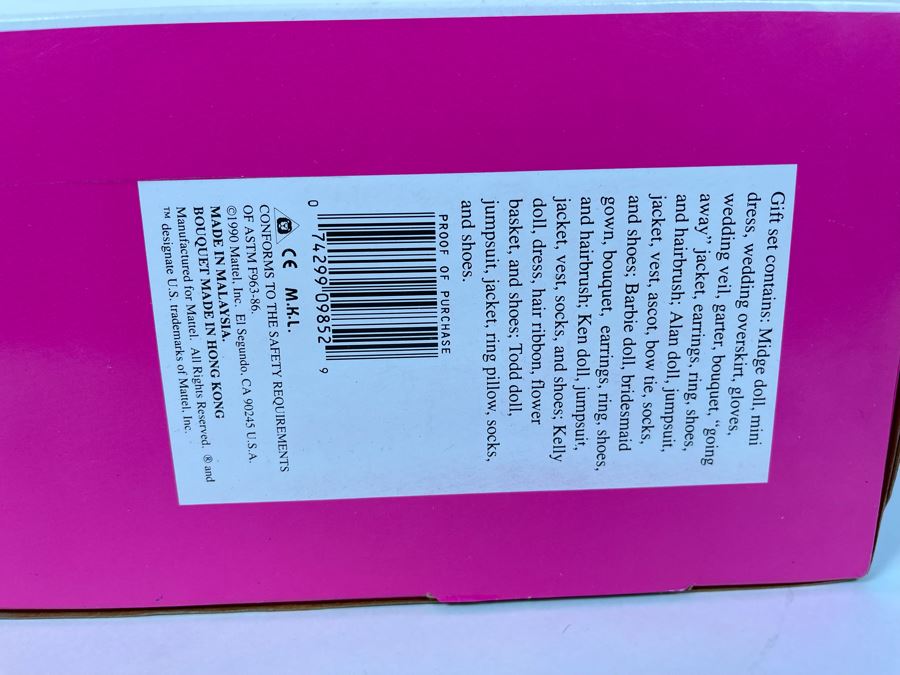 Gift set contains: Midge doll, mini
dress, wedding overskirt, gloves,
wedding veil, garter, bouquet, “going
away” jacket, earrings, ring, shoes,
and hairbrush; Alan doll, jumpsuit,
jacket, vest, ascot, bow tie, socks,
and shoes; Barbie doll, bridesmaid
gown, bouquet, earrings, ring, shoes,
and hairbrush; Ken doll, jumpsuit,
jacket, vest, socks, and shoes; Kelly
doll, dress, hair ribbon, flower
basket, and shoes; Todd doll,
jumpsuit, jacket, ring pillow, socks,
and shoes.
PROOF OF PURCHASE
0 74299 09852 9
CE M.K.L.
CONFORMS TO THE SAFETY REQUIREMENTS
OF ASTM F963-86.
©1990 Mattel, Inc. El Segundo, CA 90245 U.S.A.
MADE IN MALAYSIA.
BOUQUET MADE IN HONG KONG
Manufactured for Mattel. All Rights Reserved. ® and
™ designate U.S. trademarks of Mattel, Inc.